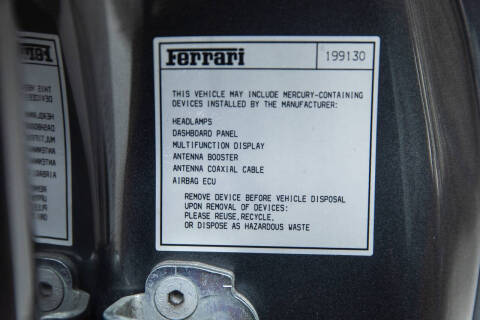 Ferrari 199130
THIS VEHICLE MAY INCLUDE MERCURY-CONTAINING
DEVICES INSTALLED BY THE MANUFACTURER:
HEADLAMPS
DASHBOARD PANEL
MULTIFUNCTION DISPLAY
ANTENNA BOOSTER
ANTENNA COAXIAL CABLE
AIRBAG ECU
REMOVE DEVICE BEFORE VEHICLE DISPOSAL
UPON REMOVAL OF DEVICES:
PLEASE REUSE,RECYCLE,
OR DISPOSE AS HAZARDOUS WASTE